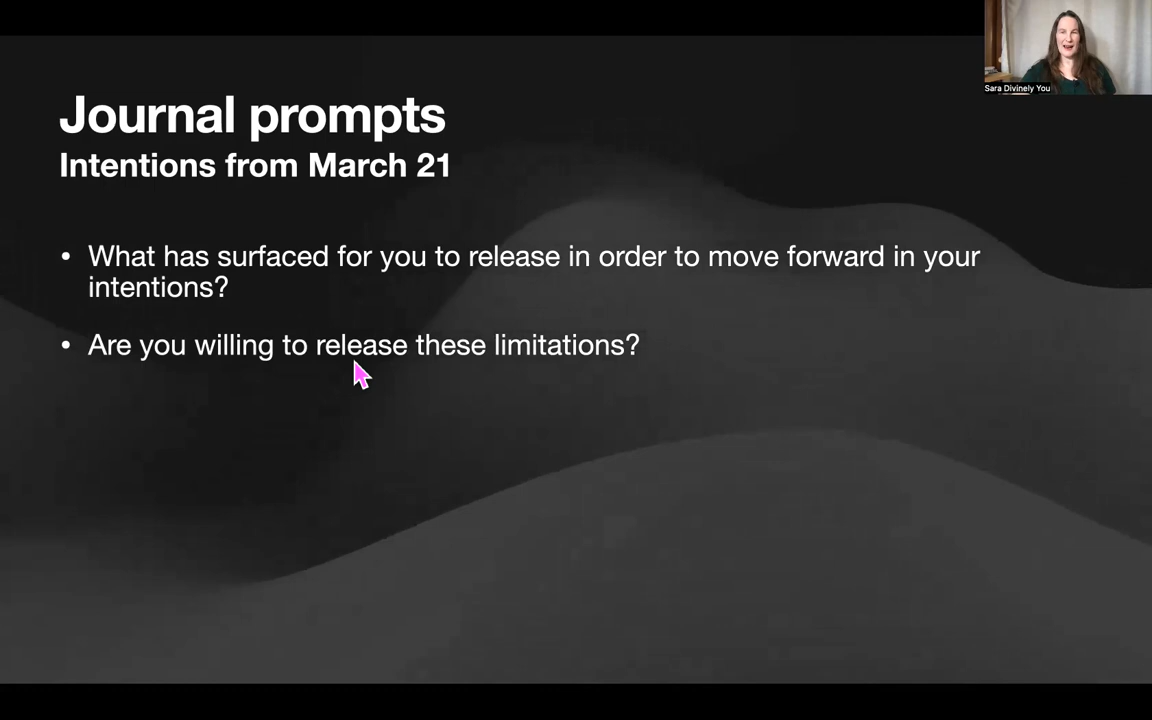 Sara Divinely You
Journal prompts
Intentions from March 21
• What has surfaced for you to release in order to move forward in your
intentions?
• Are you willing to release these limitations?